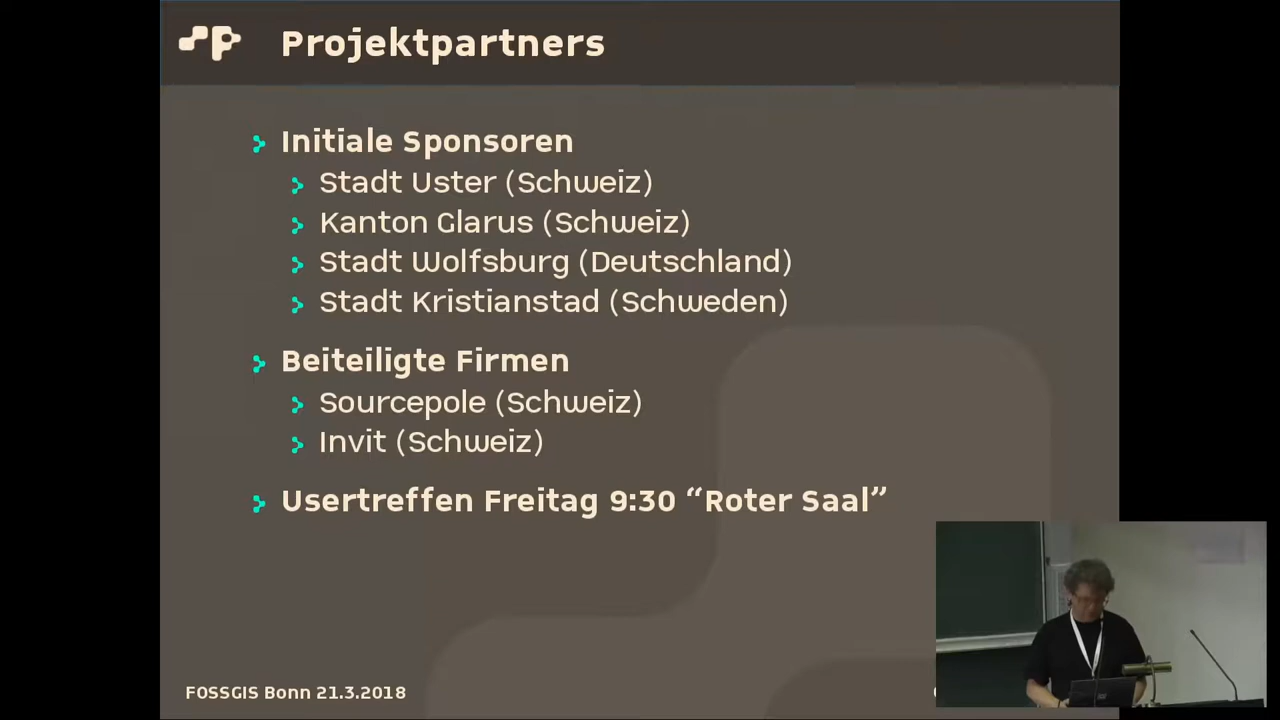 Projektpartners
Initiale Sponsoren
Stadt Uster (Schweiz)
Kanton Glarus (Schweiz)
Stadt Wolfsburg (Deutschland)
Stadt Kristianstad (Schweden)
Beiteiligte Firmen
Sourcepole (Schweiz)
Invit (Schweiz)
Usertreffen Freitag 9:30 “Roter Saal”
FOSSGIS Bonn 21.3.2018